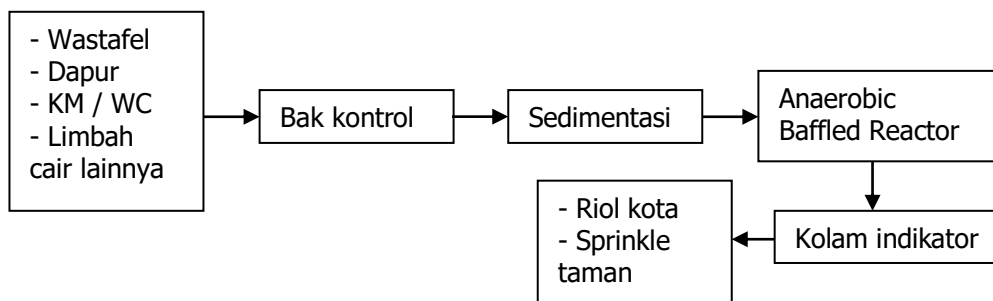 - Wastafel
- Dapur
- KM / WC
- Limbah
cair lainnya
Bak kontrol
Sedimentasi
Anaerobic
Baffled Reactor
Kolam indikator
- Riol kota
- Sprinkle
taman